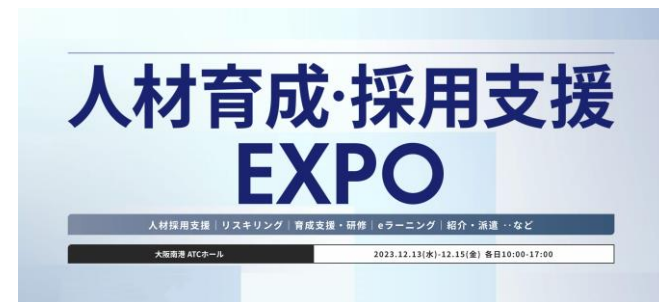 人材育成·採用支援
EXPO
人材採用支援｜リスキリング｜育成支援・研修｜eラーニング｜紹介・派遣 ‥など
大阪南港 ATCホール
2023.12.13(水)-12.15(金) 各日10:00-17:00